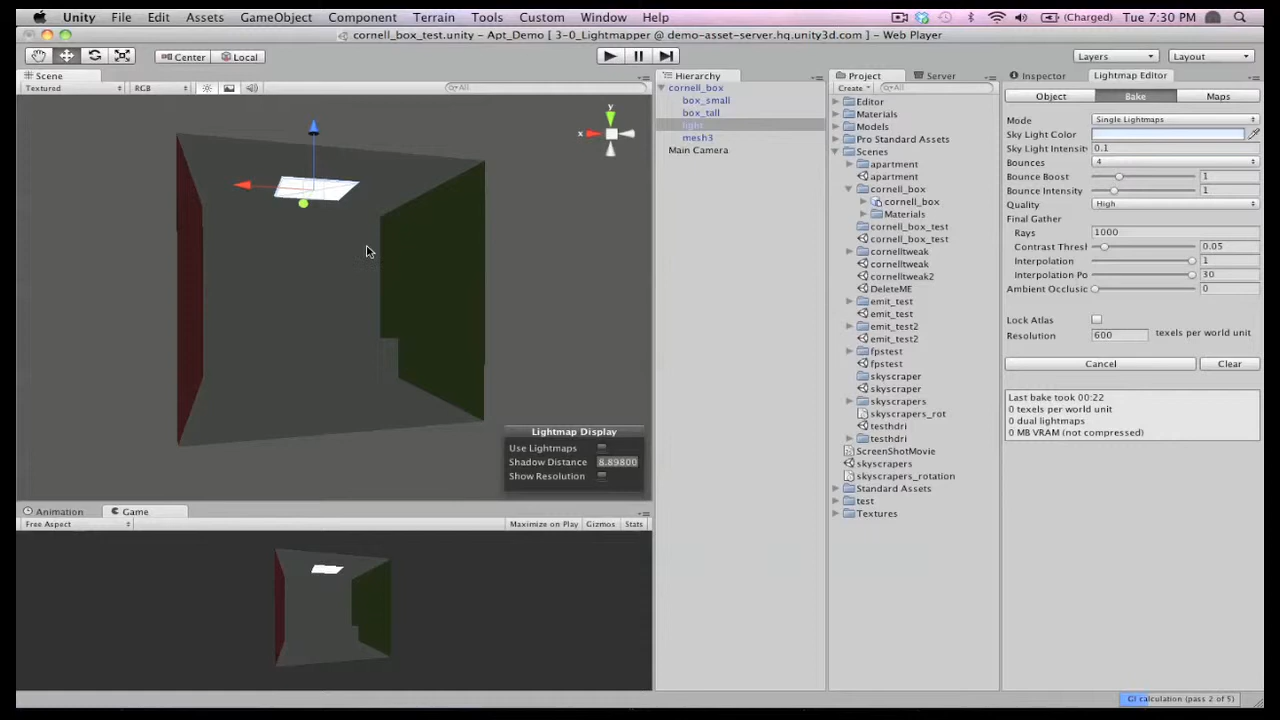 Unity File Edit Assets GameObject Component Terrain Tools Custom Window Help (Charged) Tue 7:30 PM
cornell_box_test.unity - Apt_Demo [ 3-0_Lightmapper @ demo-asset-server.hq.unity3d.com ] - Web Player
Center Local Layers Layout
Scene
Textured RGB All
y
x
Lightmap Display
Use Lightmaps
Shadow Distance 8.89800
Show Resolution
Animation Game
Free Aspect Maximize on Play Gizmos Stats
Hierarchy
cornell_box
box_small
box_tall
light
mesh3
Main Camera
Project Server
Create All
Editor
Materials
Models
Pro Standard Assets
Scenes
apartment
apartment
cornell_box
cornell_box
Materials
cornell_box_test
cornell_box_test
cornelltweak
cornelltweak
cornelltweak2
DeleteME
emit_test
emit_test
emit_test2
emit_test2
fpstest
fpstest
skyscraper
skyscraper
skyscrapers
skyscrapers_rot
testhdri
testhdri
ScreenShotMovie
skyscrapers
skyscrapers_rotation
Standard Assets
test
Textures
Inspector Lightmap Editor
Object Bake Maps
Mode Single Lightmaps
Sky Light Color
Sky Light Intensit 0.1
Bounces 4
Bounce Boost 1
Bounce Intensity 1
Quality High
Final Gather
Rays 1000
Contrast Thresl 0.05
Interpolation 1
Interpolation Po 30
Ambient Occlusic 0
Lock Atlas
Resolution 600 texels per world unit
Cancel Clear
Last bake took 00:22
0 texels per world unit
0 dual lightmaps
0 MB VRAM (not compressed)
GI calculation (pass 2 of 5)